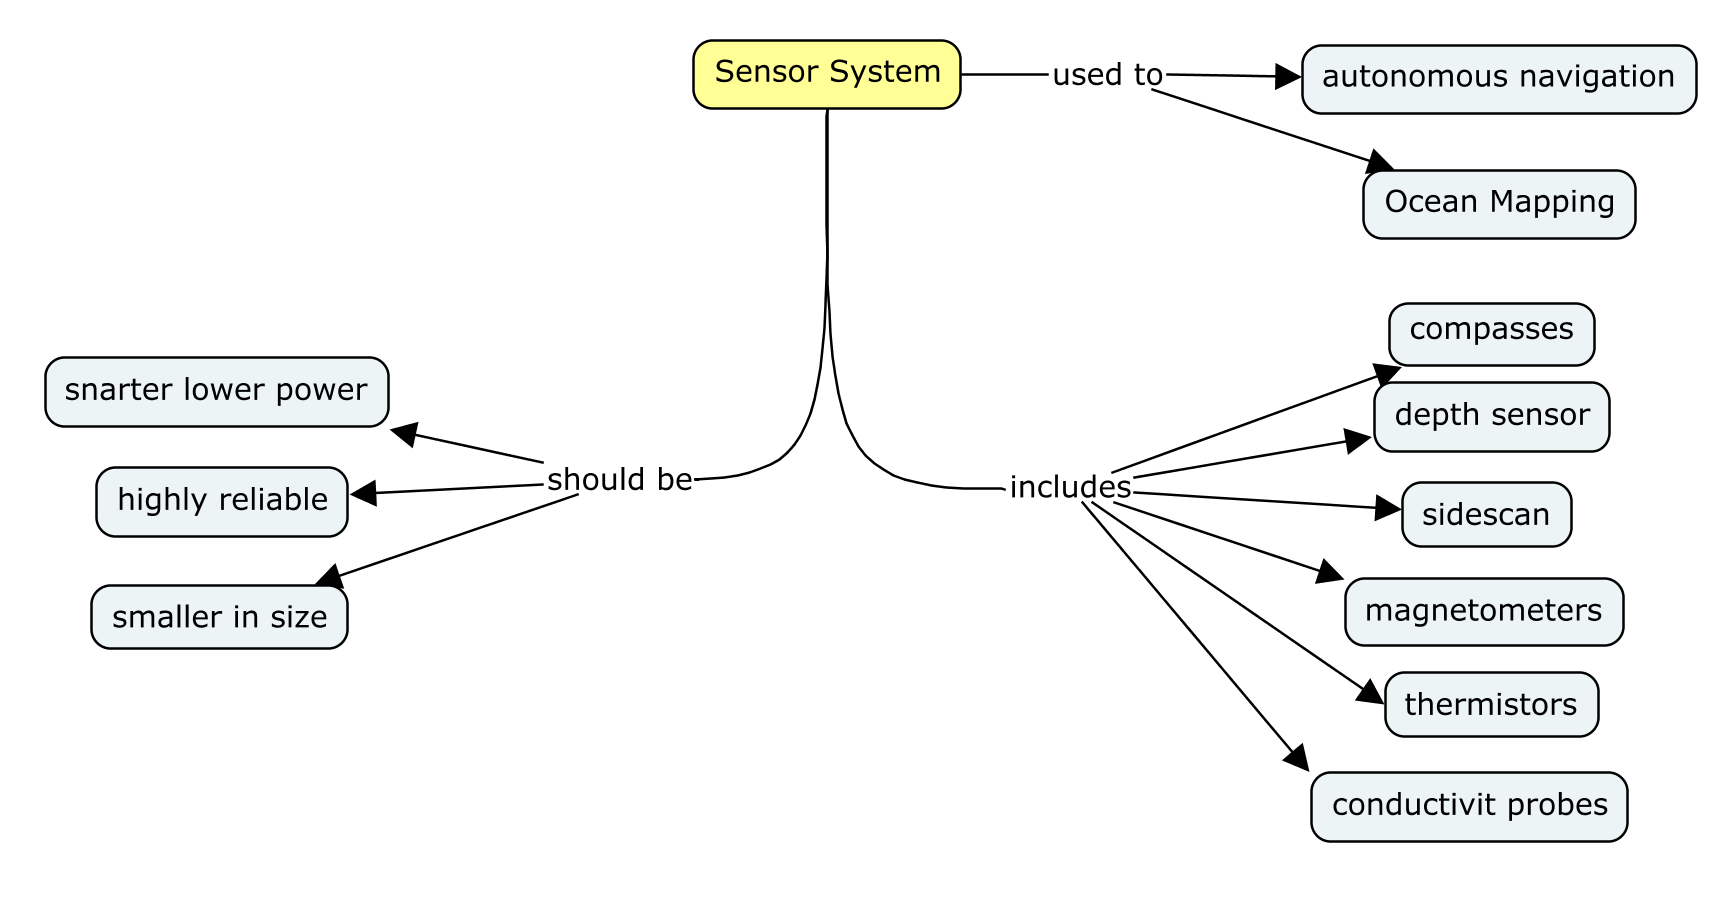 Sensor System
used to
autonomous navigation
Ocean Mapping
compasses
snarter lower power
depth sensor
should be
includes
highly reliable
sidescan
smaller in size
magnetometers
thermistors
conductivit probes